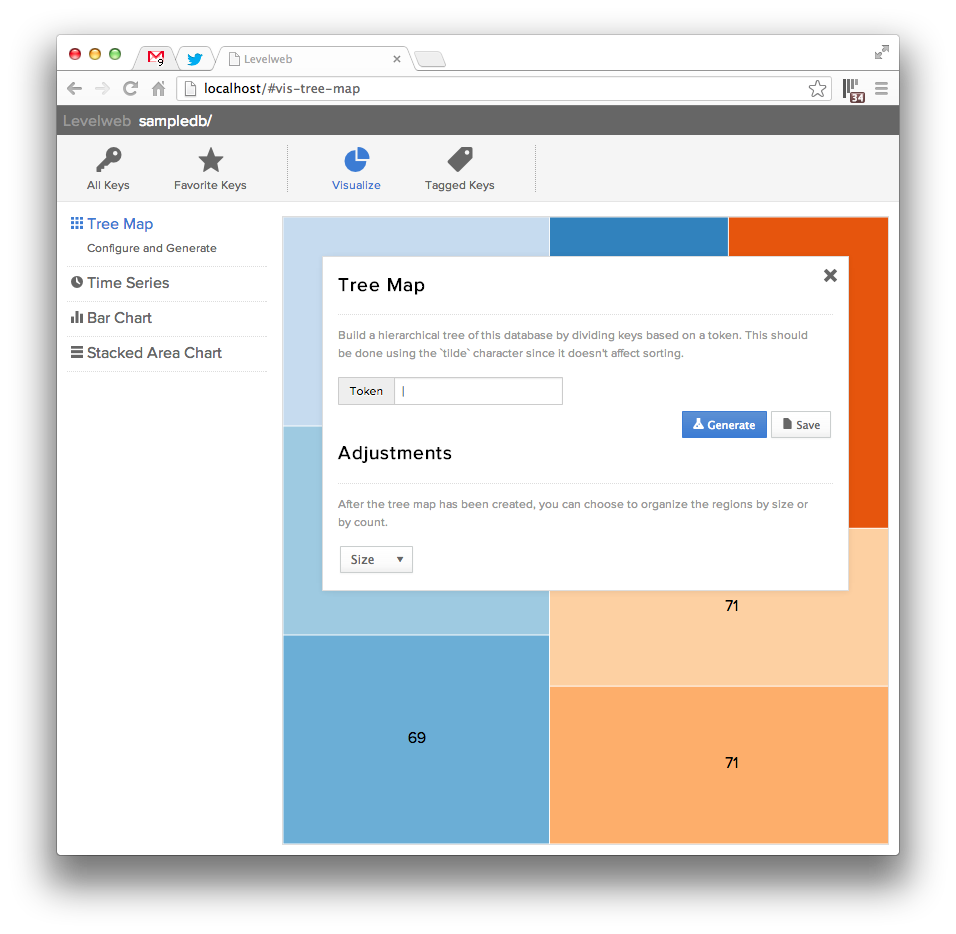 9
Levelweb
localhost/#vis-tree-map
34
Levelweb sampledb/
All Keys Favorite Keys Visualize Tagged Keys
Tree Map
Configure and Generate
Time Series
Bar Chart
Stacked Area Chart
Tree Map
Build a hierarchical tree of this database by dividing keys based on a token. This should
be done using the `tilde` character since it doesn't affect sorting.
Token |
Generate Save
Adjustments
After the tree map has been created, you can choose to organize the regions by size or
by count.
Size
71
69
71